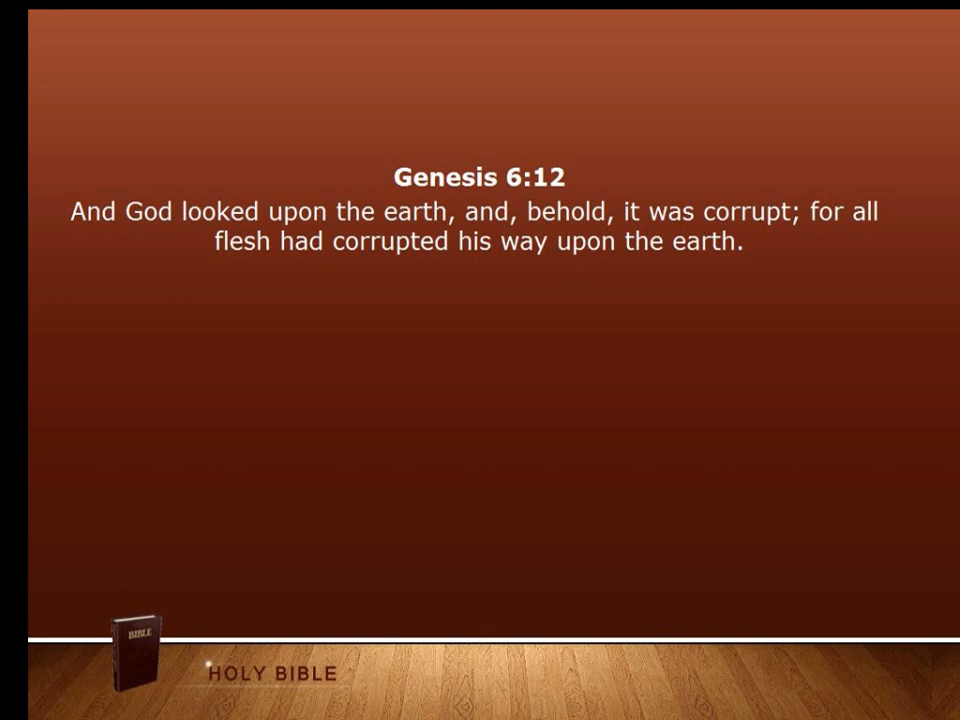 Genesis 6:12
And God looked upon the earth, and, behold, it was corrupt; for all
flesh had corrupted his way upon the earth.
BIBLE
HOLY BIBLE